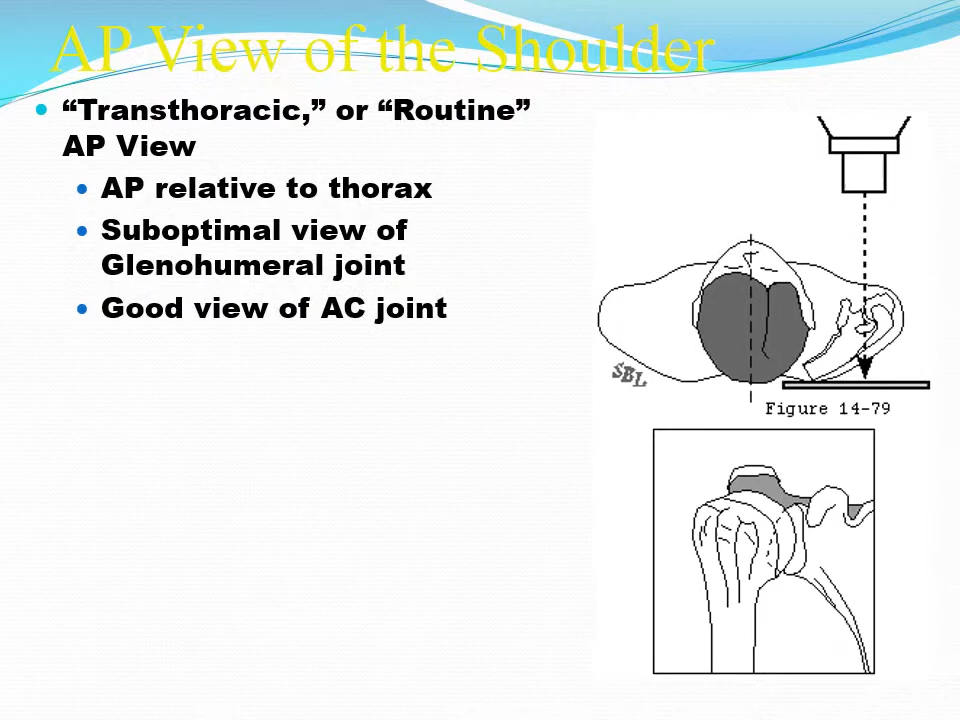 AP View of the Shoulder
“Transthoracic,” or “Routine”
AP View
AP relative to thorax
Suboptimal view of
Glenohumeral joint
Good view of AC joint
SBL
Figure 14-79